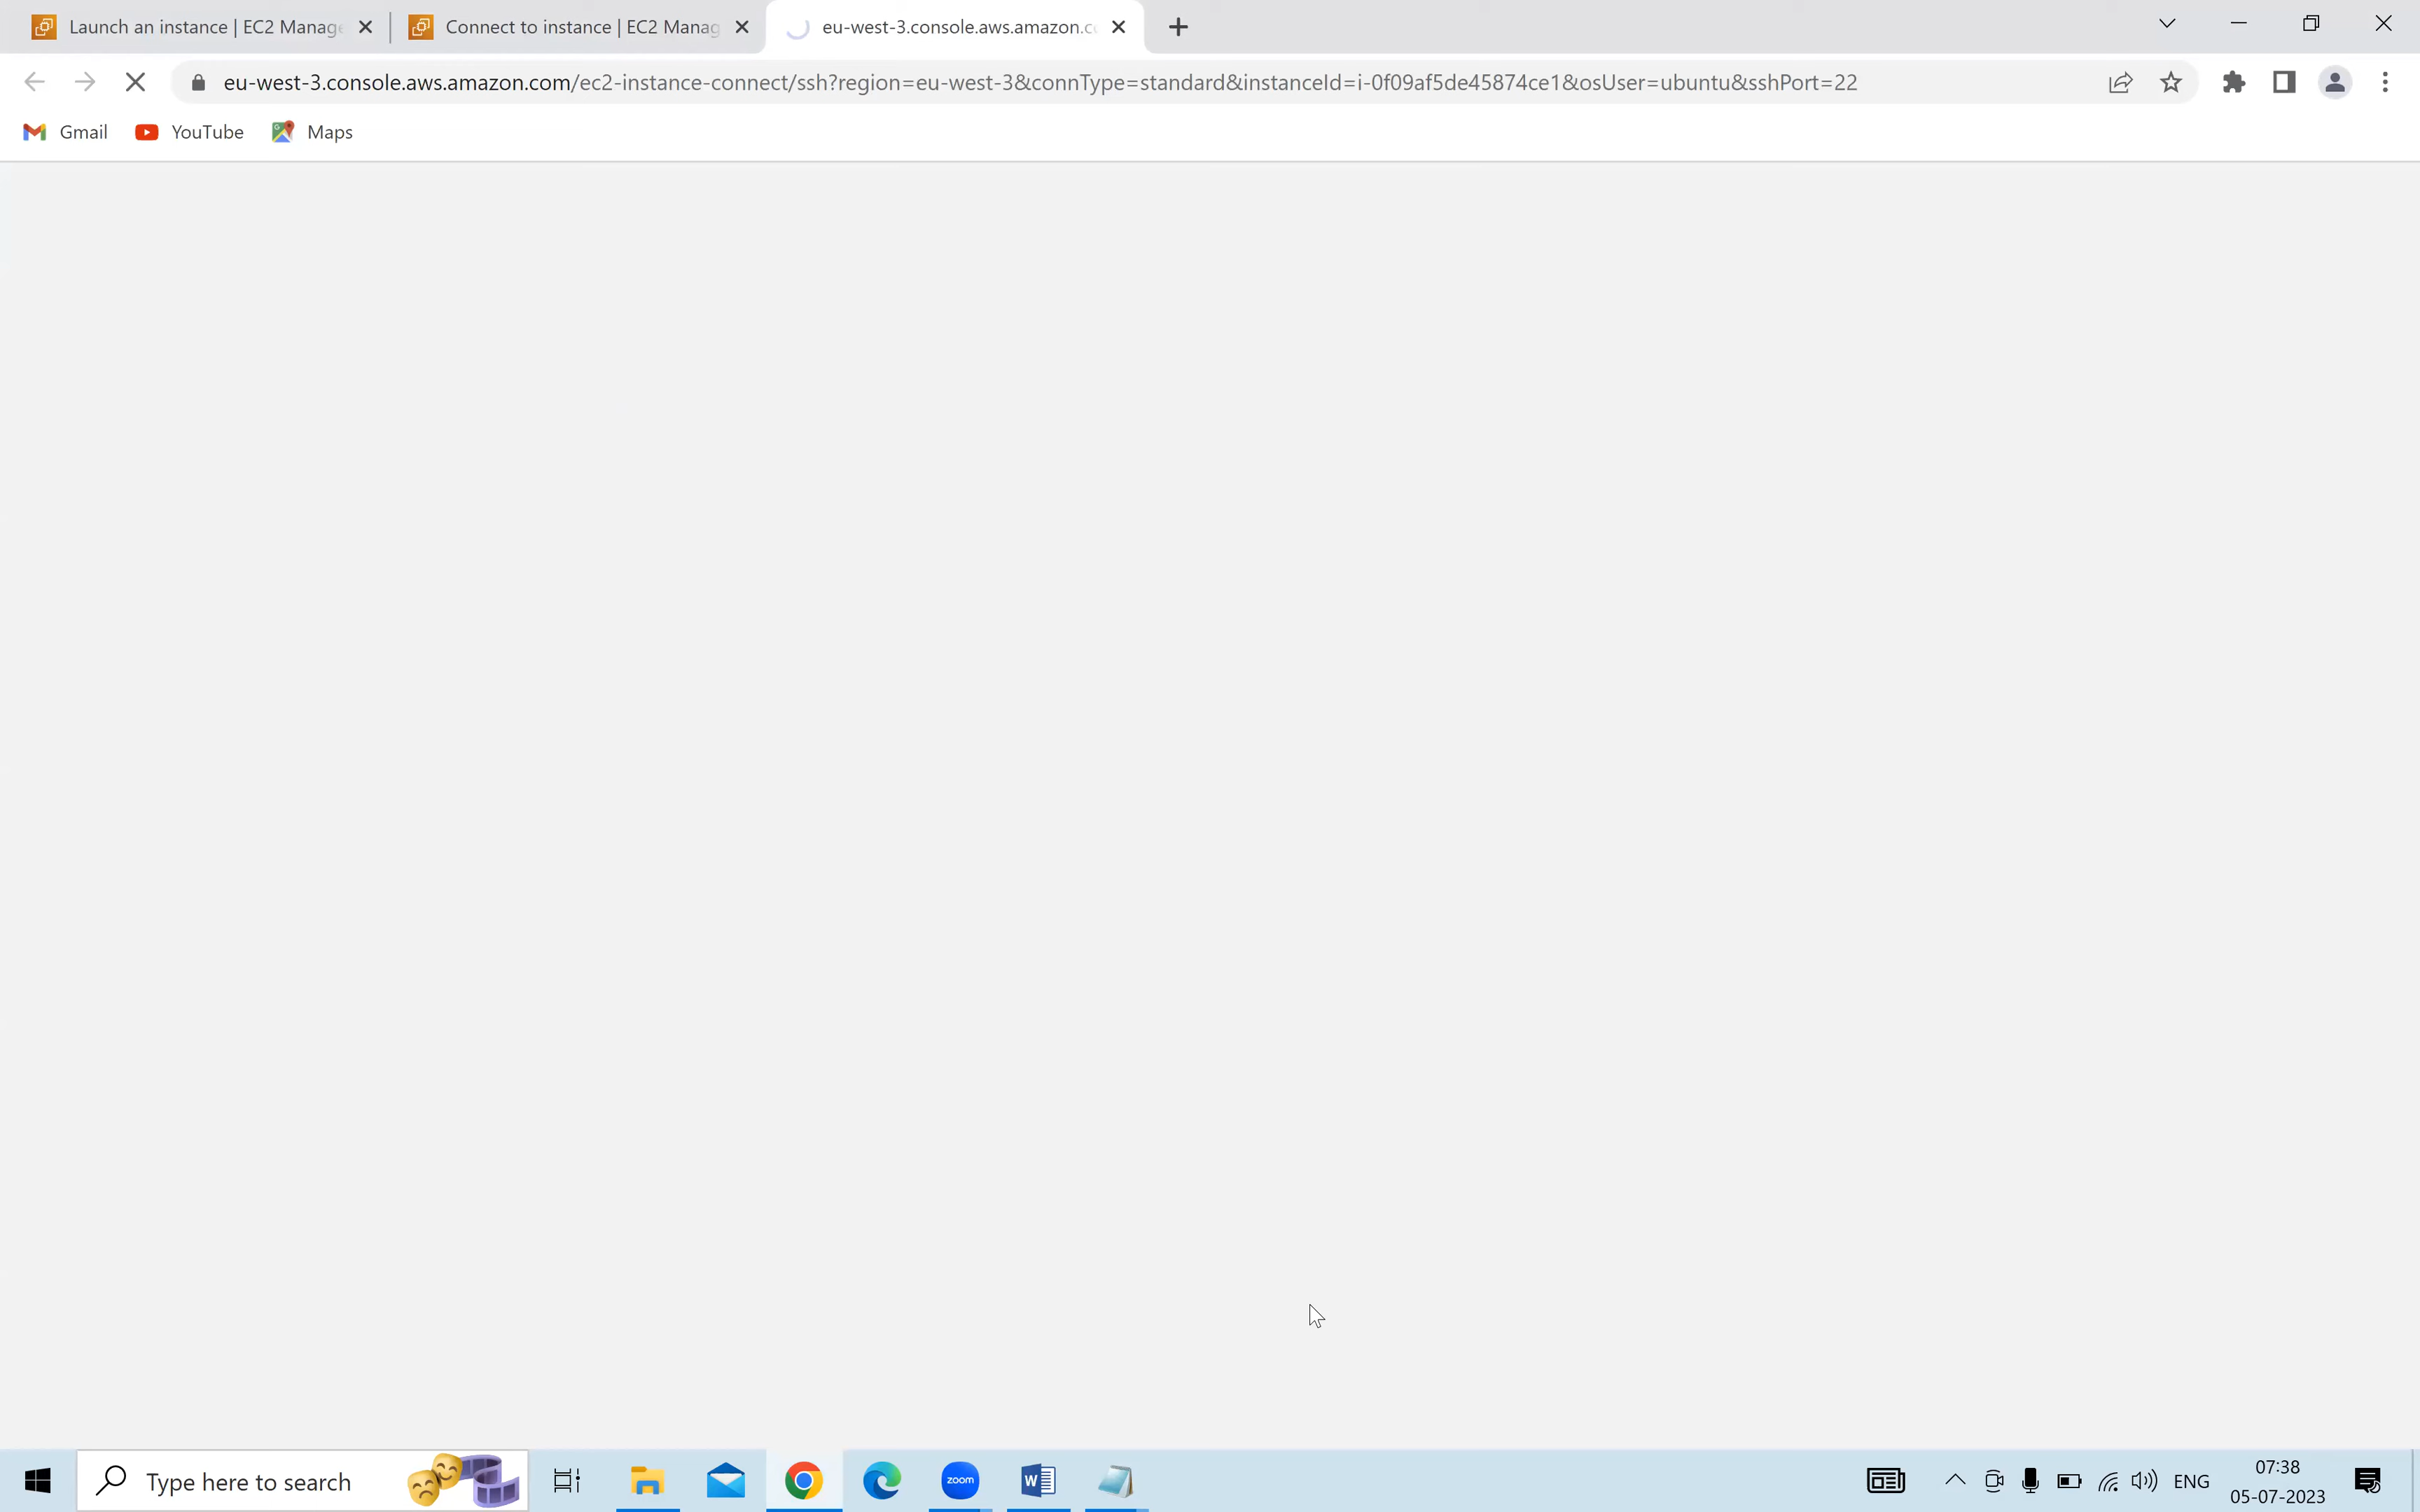 Launch an instance | EC2 Manage
Connect to instance | EC2 Manag
eu-west-3.console.aws.amazon.co
eu-west-3.console.aws.amazon.com/ec2-instance-connect/ssh?region=eu-west-3&connType=standard&instanceId=i-0f09af5de45874ce1&osUser=ubuntu&sshPort=22
Gmail
YouTube
Maps
Type here to search
zoom
W
ENG
07:38
05-07-2023